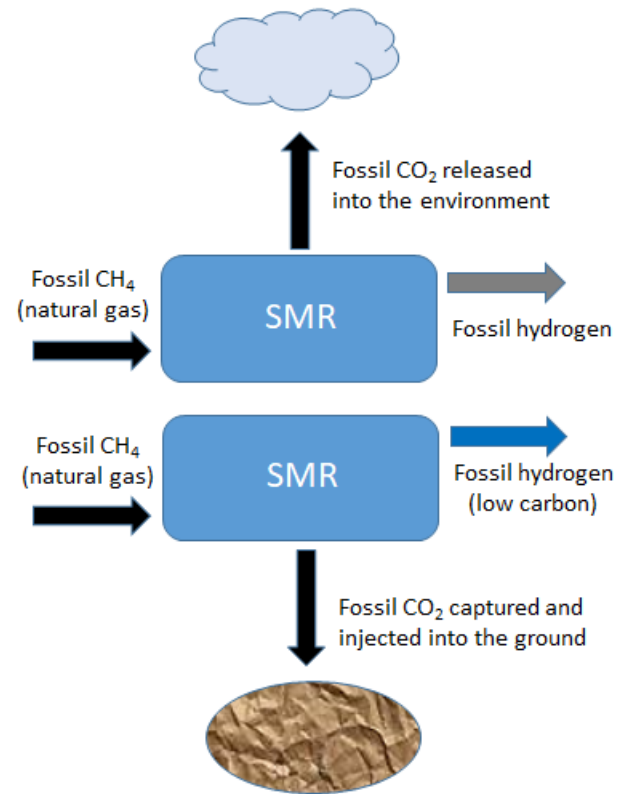 Fossil CO₂ released
into the environment
Fossil CH₄
(natural gas)
SMR
Fossil hydrogen
Fossil CH₄
(natural gas)
SMR
Fossil hydrogen
(low carbon)
Fossil CO₂ captured and
injected into the ground